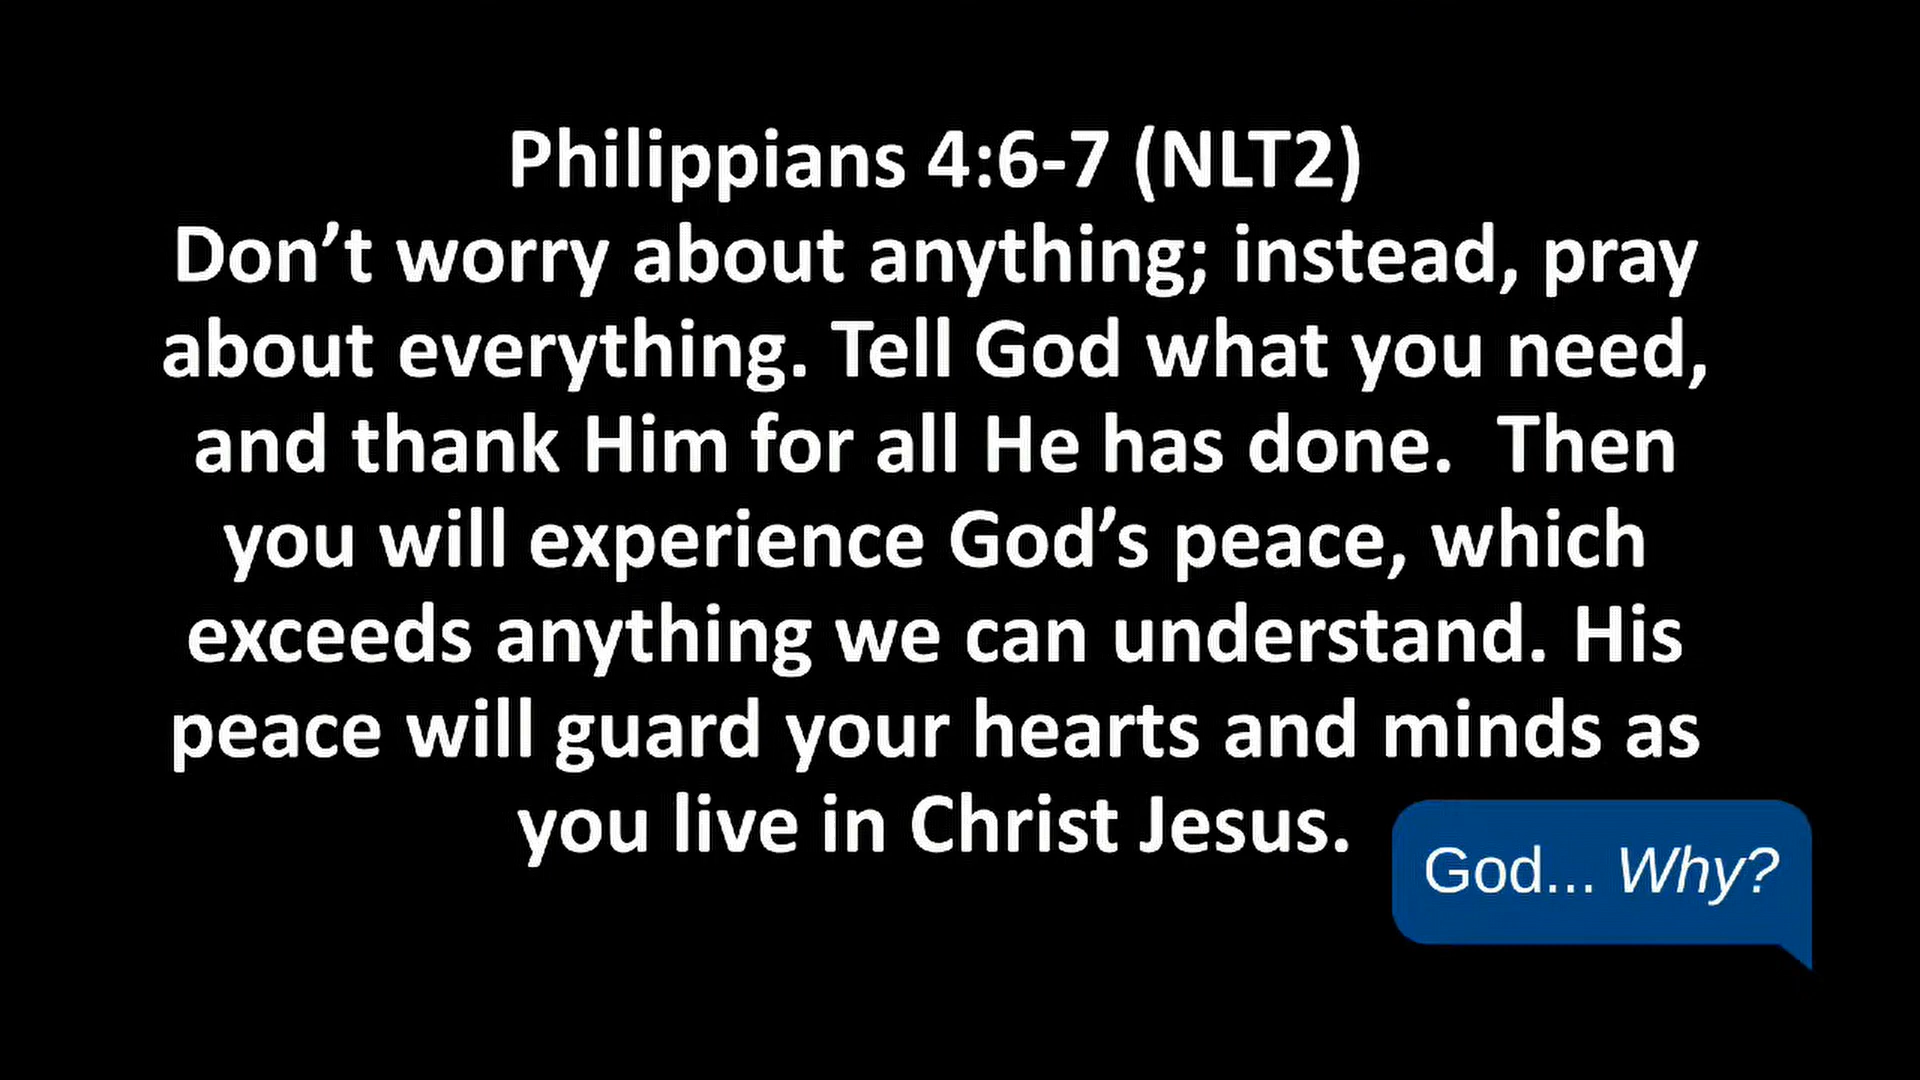 Philippians 4:6-7 (NLT2)
Don’t worry about anything; instead, pray
about everything. Tell God what you need,
and thank Him for all He has done.  Then
you will experience God’s peace, which
exceeds anything we can understand. His
peace will guard your hearts and minds as
you live in Christ Jesus.
God... Why?